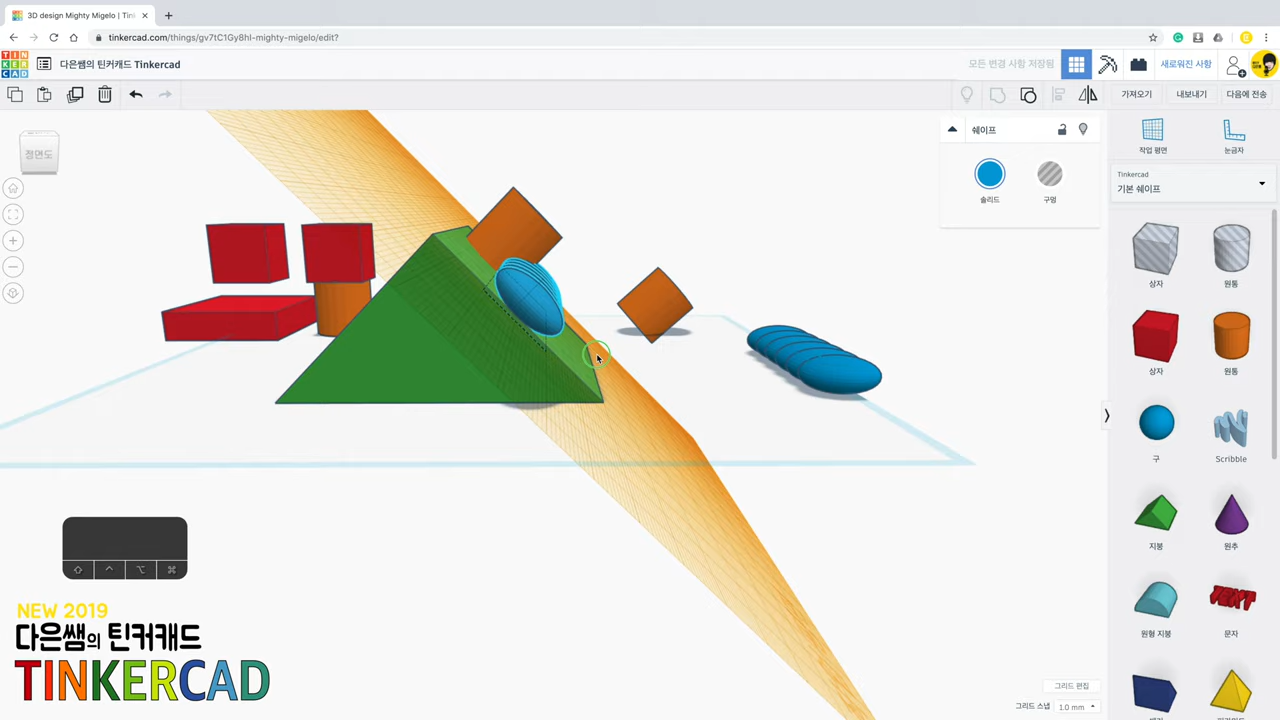 3D design Mighty Migelo | Tin
tinkercad.com/things/gv7tC1Gy8hI-mighty-migelo/edit?
TIN
KER
CAD
다은쌤의 틴커캐드 Tinkercad
모든 변경 사항 저장됨
새로워진 사항
가져오기
내보내기
다음에 전송
정면도
쉐이프
솔리드
구멍
작업 평면
눈금자
Tinkercad
기본 쉐이프
상자
원통
상자
원통
구
Scribble
지붕
원추
원형 지붕
문자
그리드 편집
그리드 스냅
1.0 mm
NEW 2019
다은쌤의 틴커캐드
TINKERCAD